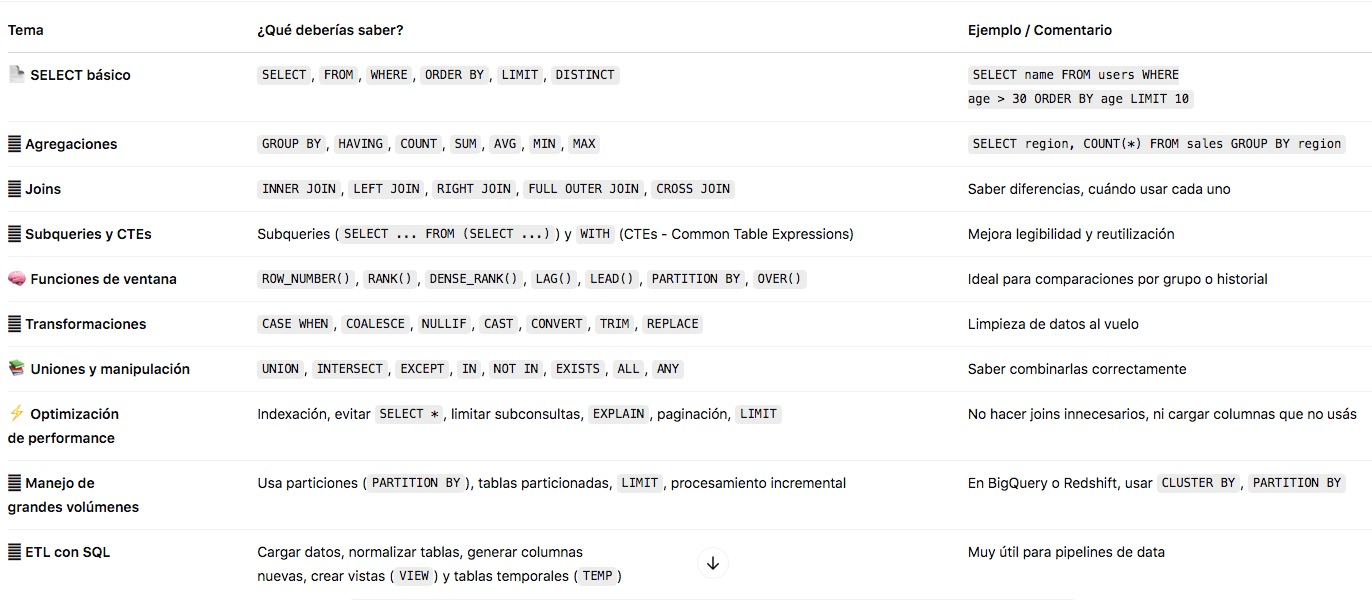 Tema ¿Qué deberías saber? Ejemplo / Comentario
SELECT básico SELECT, FROM, WHERE, ORDER BY, LIMIT, DISTINCT SELECT name FROM users WHERE
age > 30 ORDER BY age LIMIT 10
Agregaciones GROUP BY, HAVING, COUNT, SUM, AVG, MIN, MAX SELECT region, COUNT(*) FROM sales GROUP BY region
Joins INNER JOIN, LEFT JOIN, RIGHT JOIN, FULL OUTER JOIN, CROSS JOIN Saber diferencias, cuándo usar cada uno
Subqueries y CTEs Subqueries (SELECT ... FROM (SELECT ...)) y WITH (CTEs - Common Table Expressions) Mejora legibilidad y reutilización
Funciones de ventana ROW_NUMBER(), RANK(), DENSE_RANK(), LAG(), LEAD(), PARTITION BY, OVER() Ideal para comparaciones por grupo o historial
Transformaciones CASE WHEN, COALESCE, NULLIF, CAST, CONVERT, TRIM, REPLACE Limpieza de datos al vuelo
Uniones y manipulación UNION, INTERSECT, EXCEPT, IN, NOT IN, EXISTS, ALL, ANY Saber combinarlas correctamente
Optimización Indexación, evitar SELECT *, limitar subconsultas, EXPLAIN, paginación, LIMIT No hacer joins innecesarios, ni cargar columnas que no usás
de performance
Manejo de Usa particiones (PARTITION BY), tablas particionadas, LIMIT, procesamiento incremental En BigQuery o Redshift, usar CLUSTER BY, PARTITION BY
grandes volúmenes
ETL con SQL Cargar datos, normalizar tablas, generar columnas Muy útil para pipelines de data
nuevas, crear vistas (VIEW) y tablas temporales (TEMP)